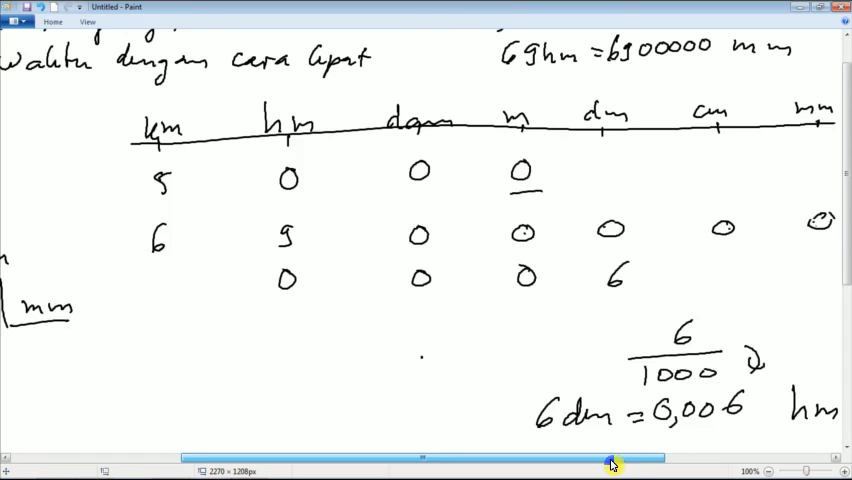 Untitled - Paint
Home View
dengan cara cepat
69hm = 6900000 mm
km hm dam m dm cm mm
5 0 0 0
6 9 0 0 0 0 0
0 0 0 6
mm
6
1000
6 dm = 0,006 hm
2270 × 1208px
100%